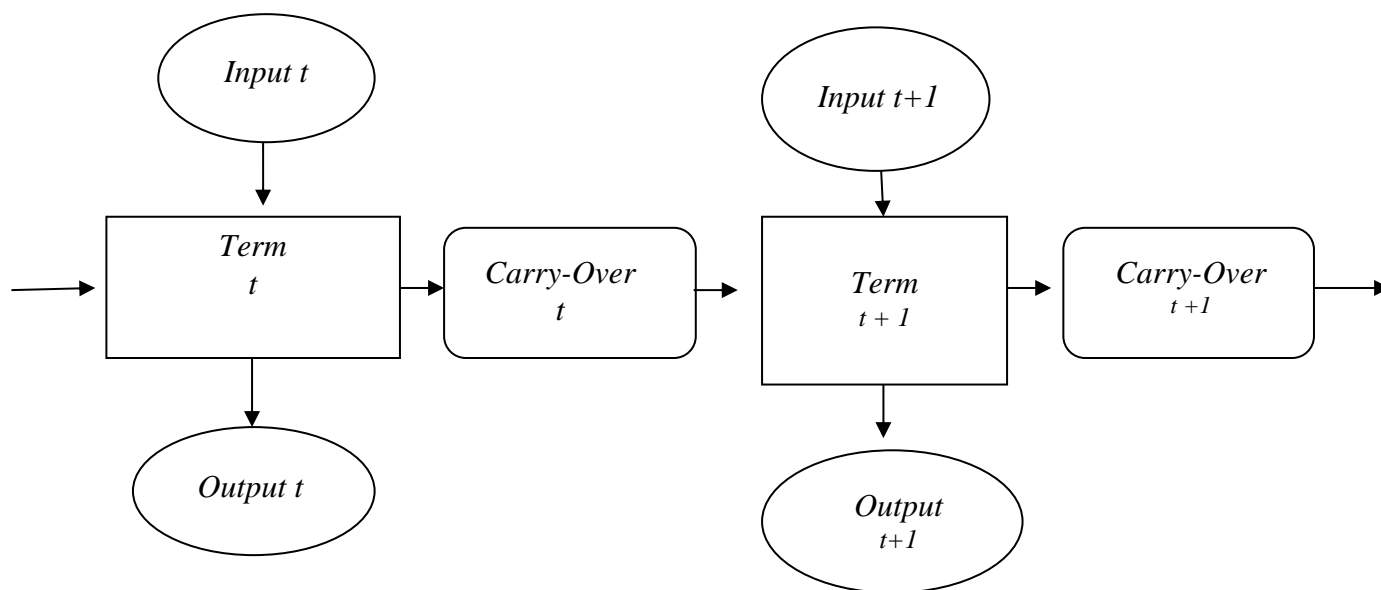 Input t
Input t+1
Term
t
Carry-Over
t
Term
t + 1
Carry-Over
t +1
Output t
Output
t+1